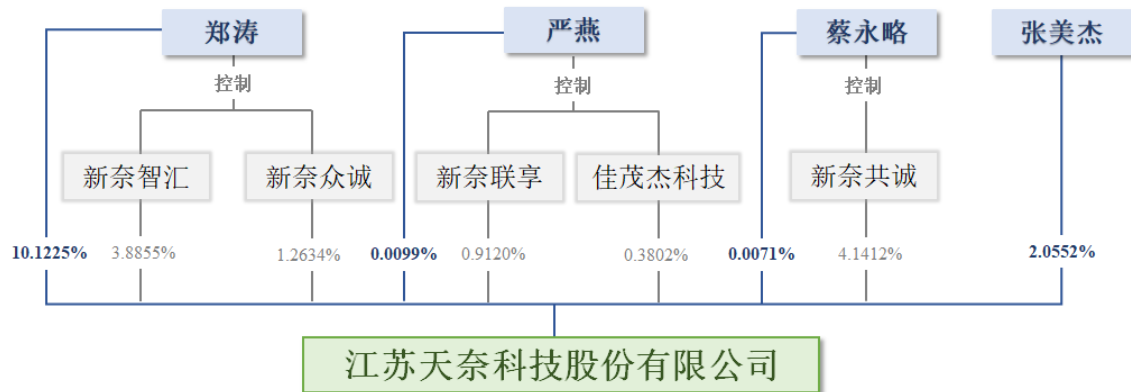 郑涛
严燕
蔡永略
张美杰
控制
控制
控制
新奈智汇
新奈众诚
新奈联享
佳茂杰科技
新奈共诚
10.1225%
3.8855%
1.2634%
0.0099%
0.9120%
0.3802%
0.0071%
4.1412%
2.0552%
江苏天奈科技股份有限公司